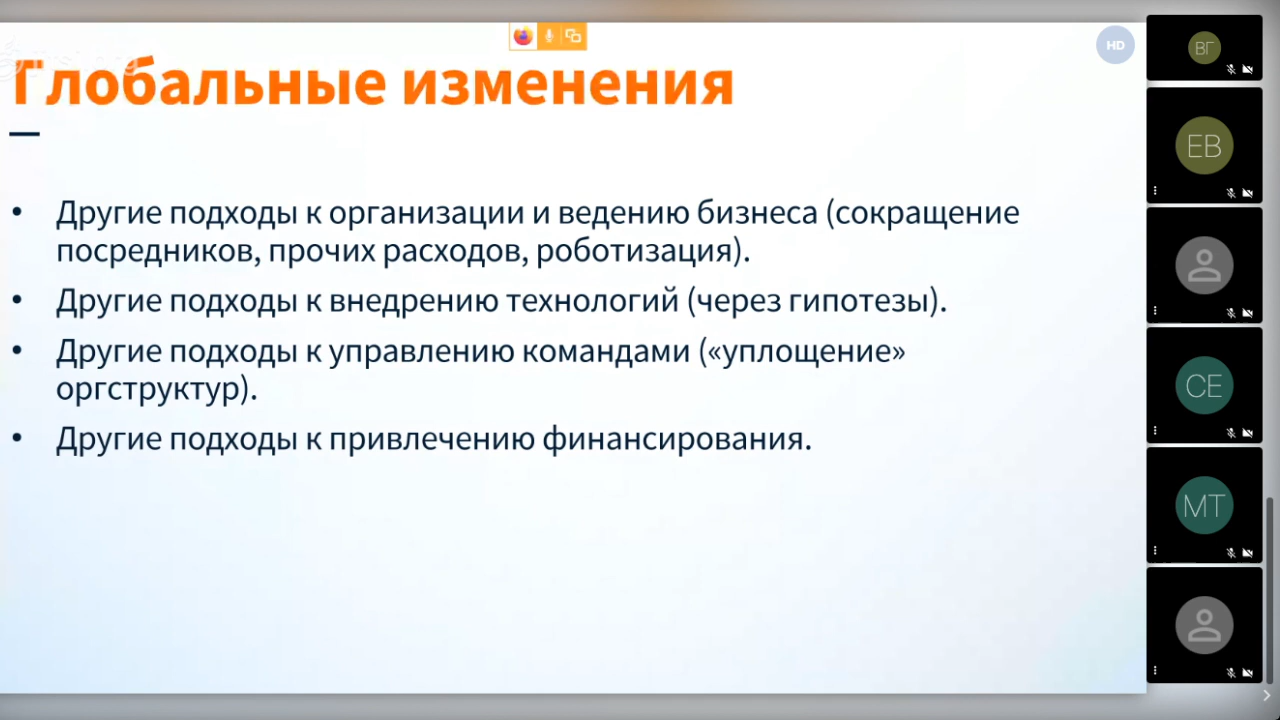 HD
Глобальные изменения
• Другие подходы к организации и ведению бизнеса (сокращение
посредников, прочих расходов, роботизация).
• Другие подходы к внедрению технологий (через гипотезы).
• Другие подходы к управлению командами («уплощение»
оргструктур).
• Другие подходы к привлечению финансирования.
ВГ
ЕВ
СЕ
МТ